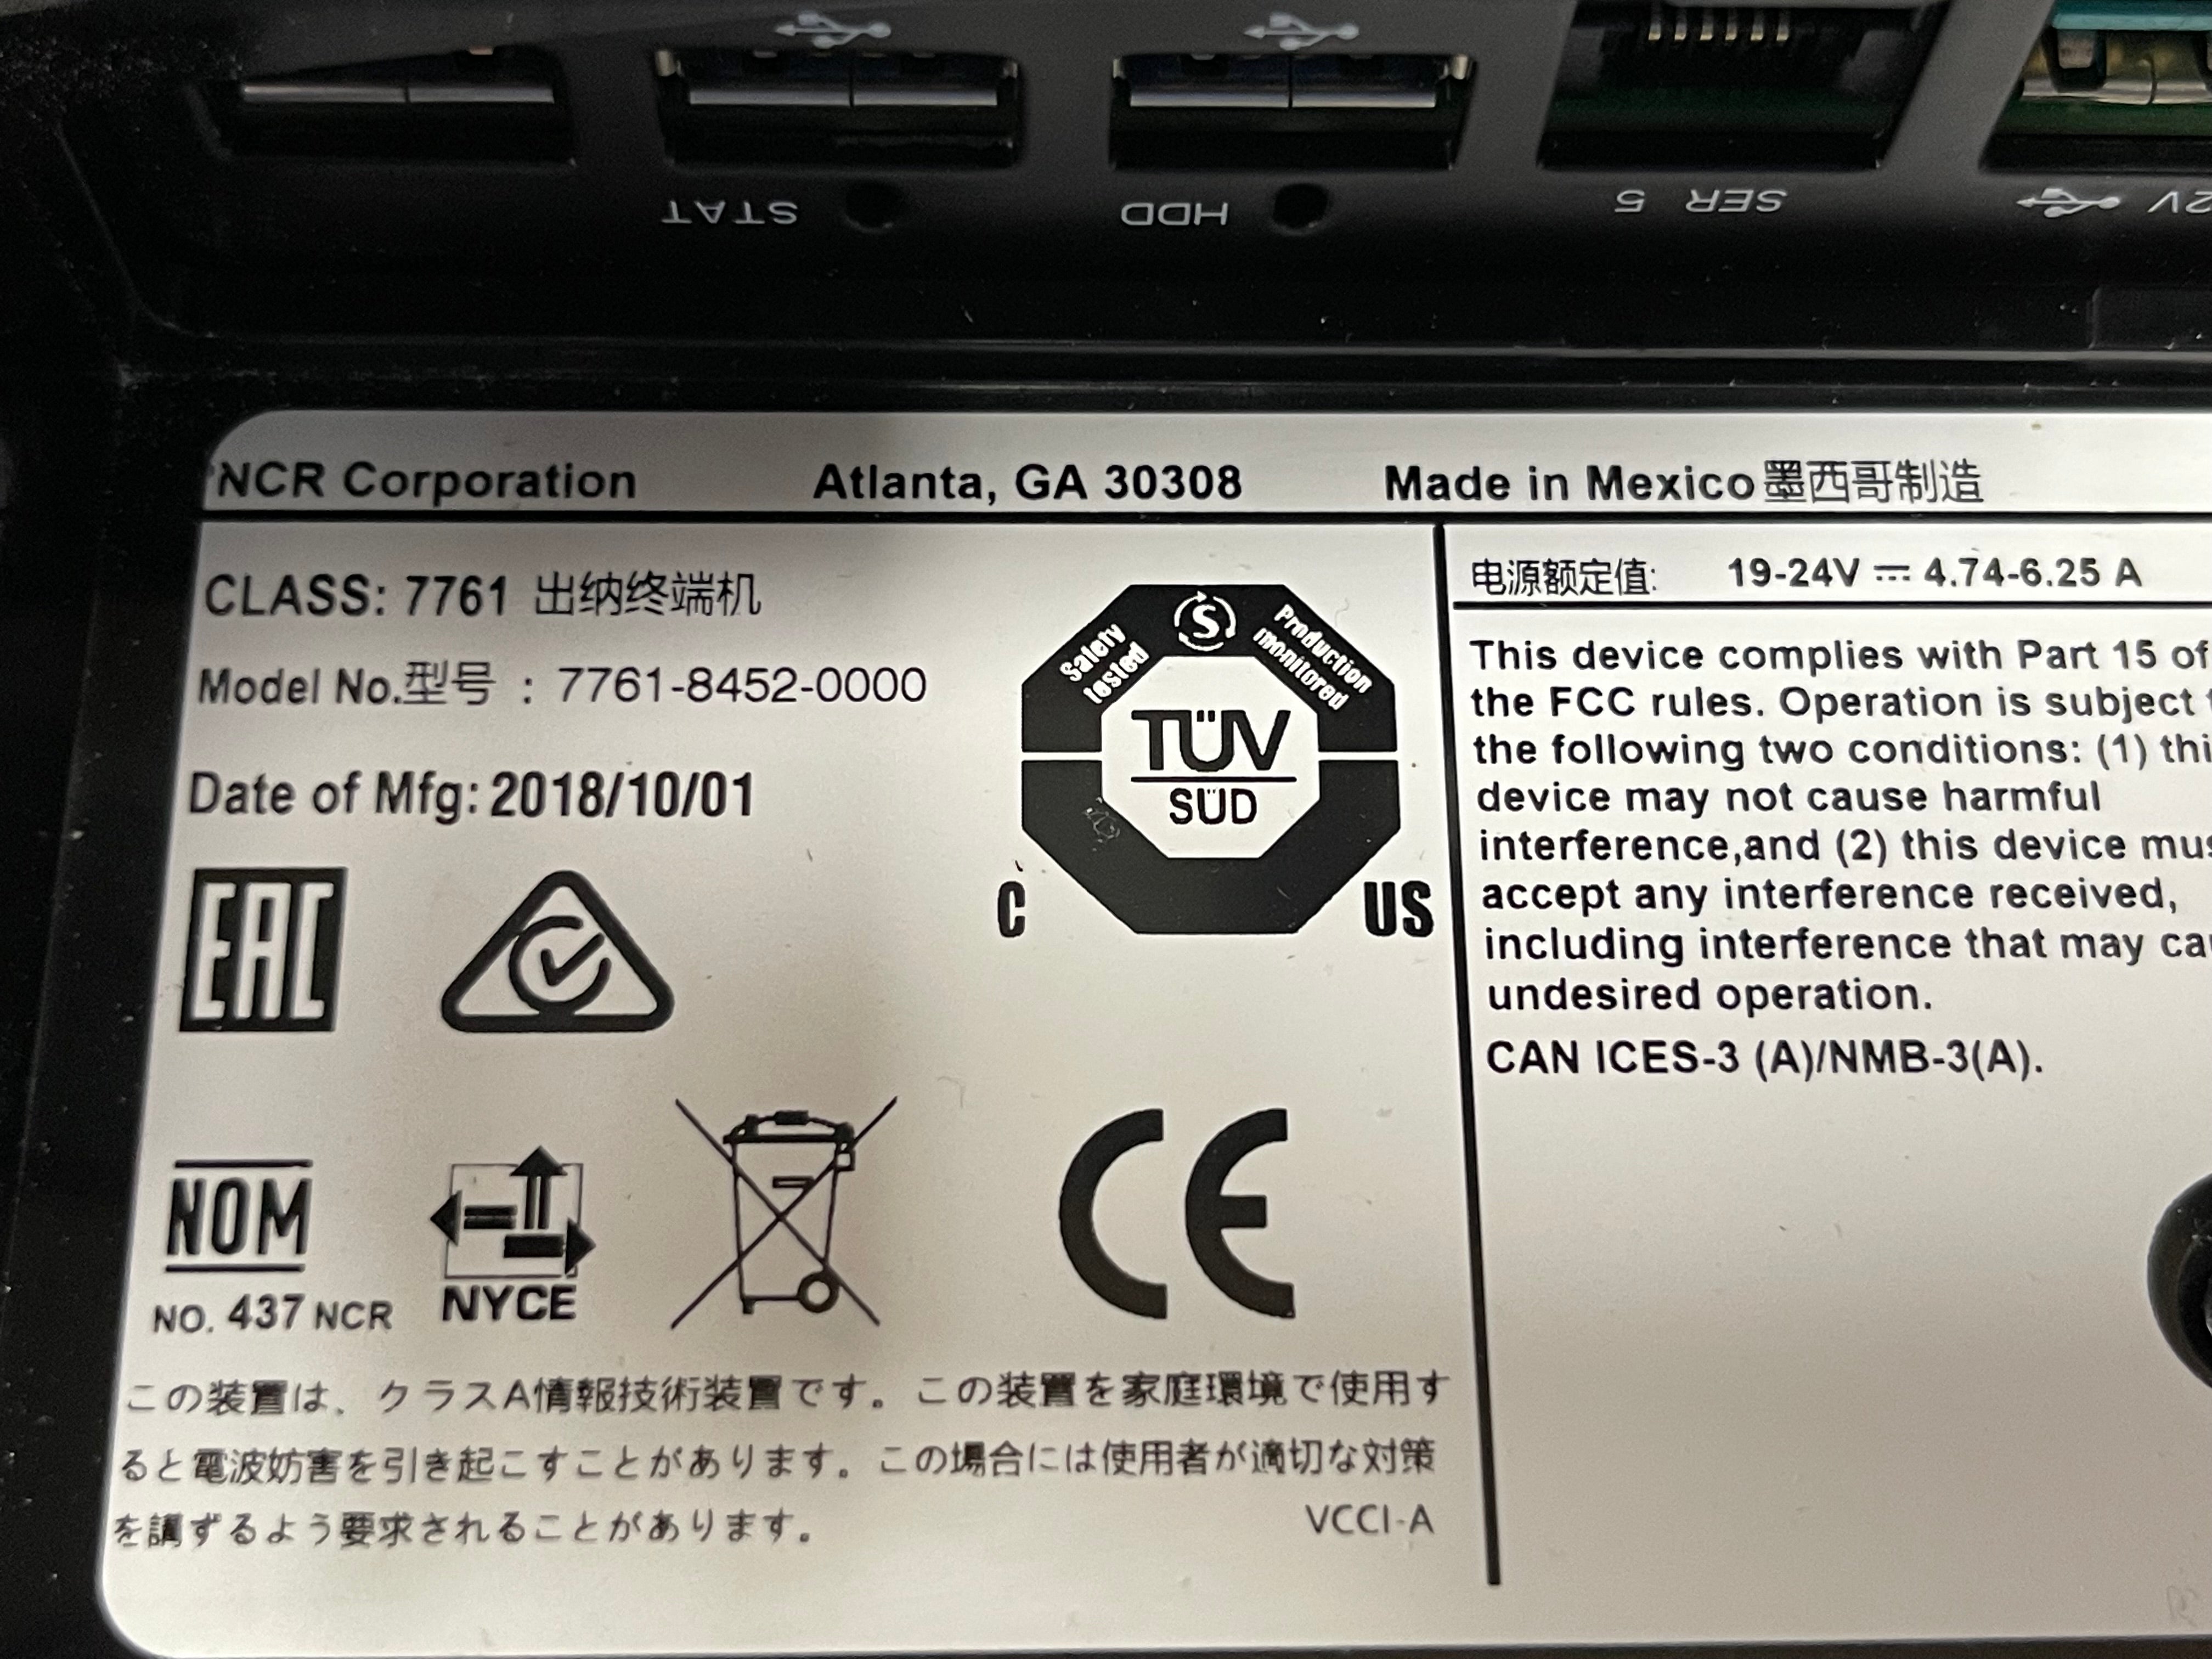 STAT
HDD
SER 5
NCR Corporation Atlanta, GA 30308 Made in Mexico墨西哥制造
CLASS: 7761 出纳终端机
Model No.型号 : 7761-8452-0000
Date of Mfg: 2018/10/01
EAC
Safety tested
S
Production monitored
TÜV
SÜD
C US
NOM
NO. 437 NCR
NYCE
CE
この装置は、クラスA情報技術装置です。この装置を家庭環境で使用す
ると電波妨害を引き起こすことがあります。この場合には使用者が適切な対策
を講ずるよう要求されることがあります。 VCCI-A
电源额定值: 19-24V ⎓ 4.74-6.25 A
This device complies with Part 15 of
the FCC rules. Operation is subject
the following two conditions: (1) thi
device may not cause harmful
interference,and (2) this device mus
accept any interference received,
including interference that may ca
undesired operation.
CAN ICES-3 (A)/NMB-3(A).